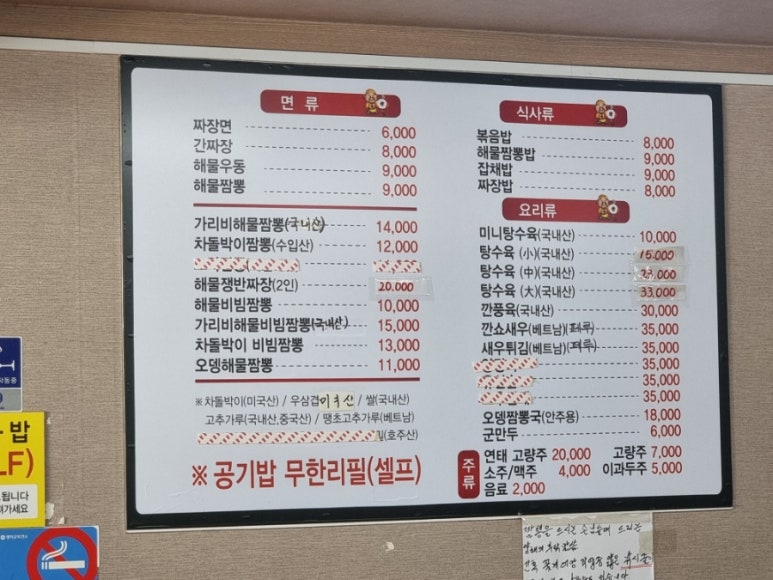 면 류
짜장면 6,000
간짜장 8,000
해물우동 9,000
해물짬뽕 9,000
가리비해물짬뽕(국내산) 14,000
차돌박이짬뽕(수입산) 12,000
해물쟁반짜장(2인) 20,000
해물비빔짬뽕 10,000
가리비해물비빔짬뽕(국내산) 15,000
차돌박이 비빔짬뽕 13,000
오뎅해물짬뽕 11,000
※차돌박이(미국산) / 우삼겹미국산 / 쌀(국내산)
고추가루(국내산,중국산) / 땡초고추가루(베트남)
(호주산)
※ 공기밥 무한리필(셀프)
식사류
볶음밥 8,000
해물짬뽕밥 9,000
잡채밥 9,000
짜장밥 8,000
요리류
미니탕수육(국내산) 10,000
탕수육 (小)(국내산)
탕수육 (中)(국내산)
탕수육 (大)(국내산) 33,000
깐풍육(국내산) 30,000
깐쇼새우(베트남)(페루) 35,000
새우튀김(베트남)(페루) 35,000
35,000
35,000
35,000
오뎅짬뽕국(안주용) 18,000
군만두 6,000
주류
연태 고량주 20,000 고량주 7,000
소주/맥주 4,000 이과두주 5,000
음료 2,000
밥
LF)